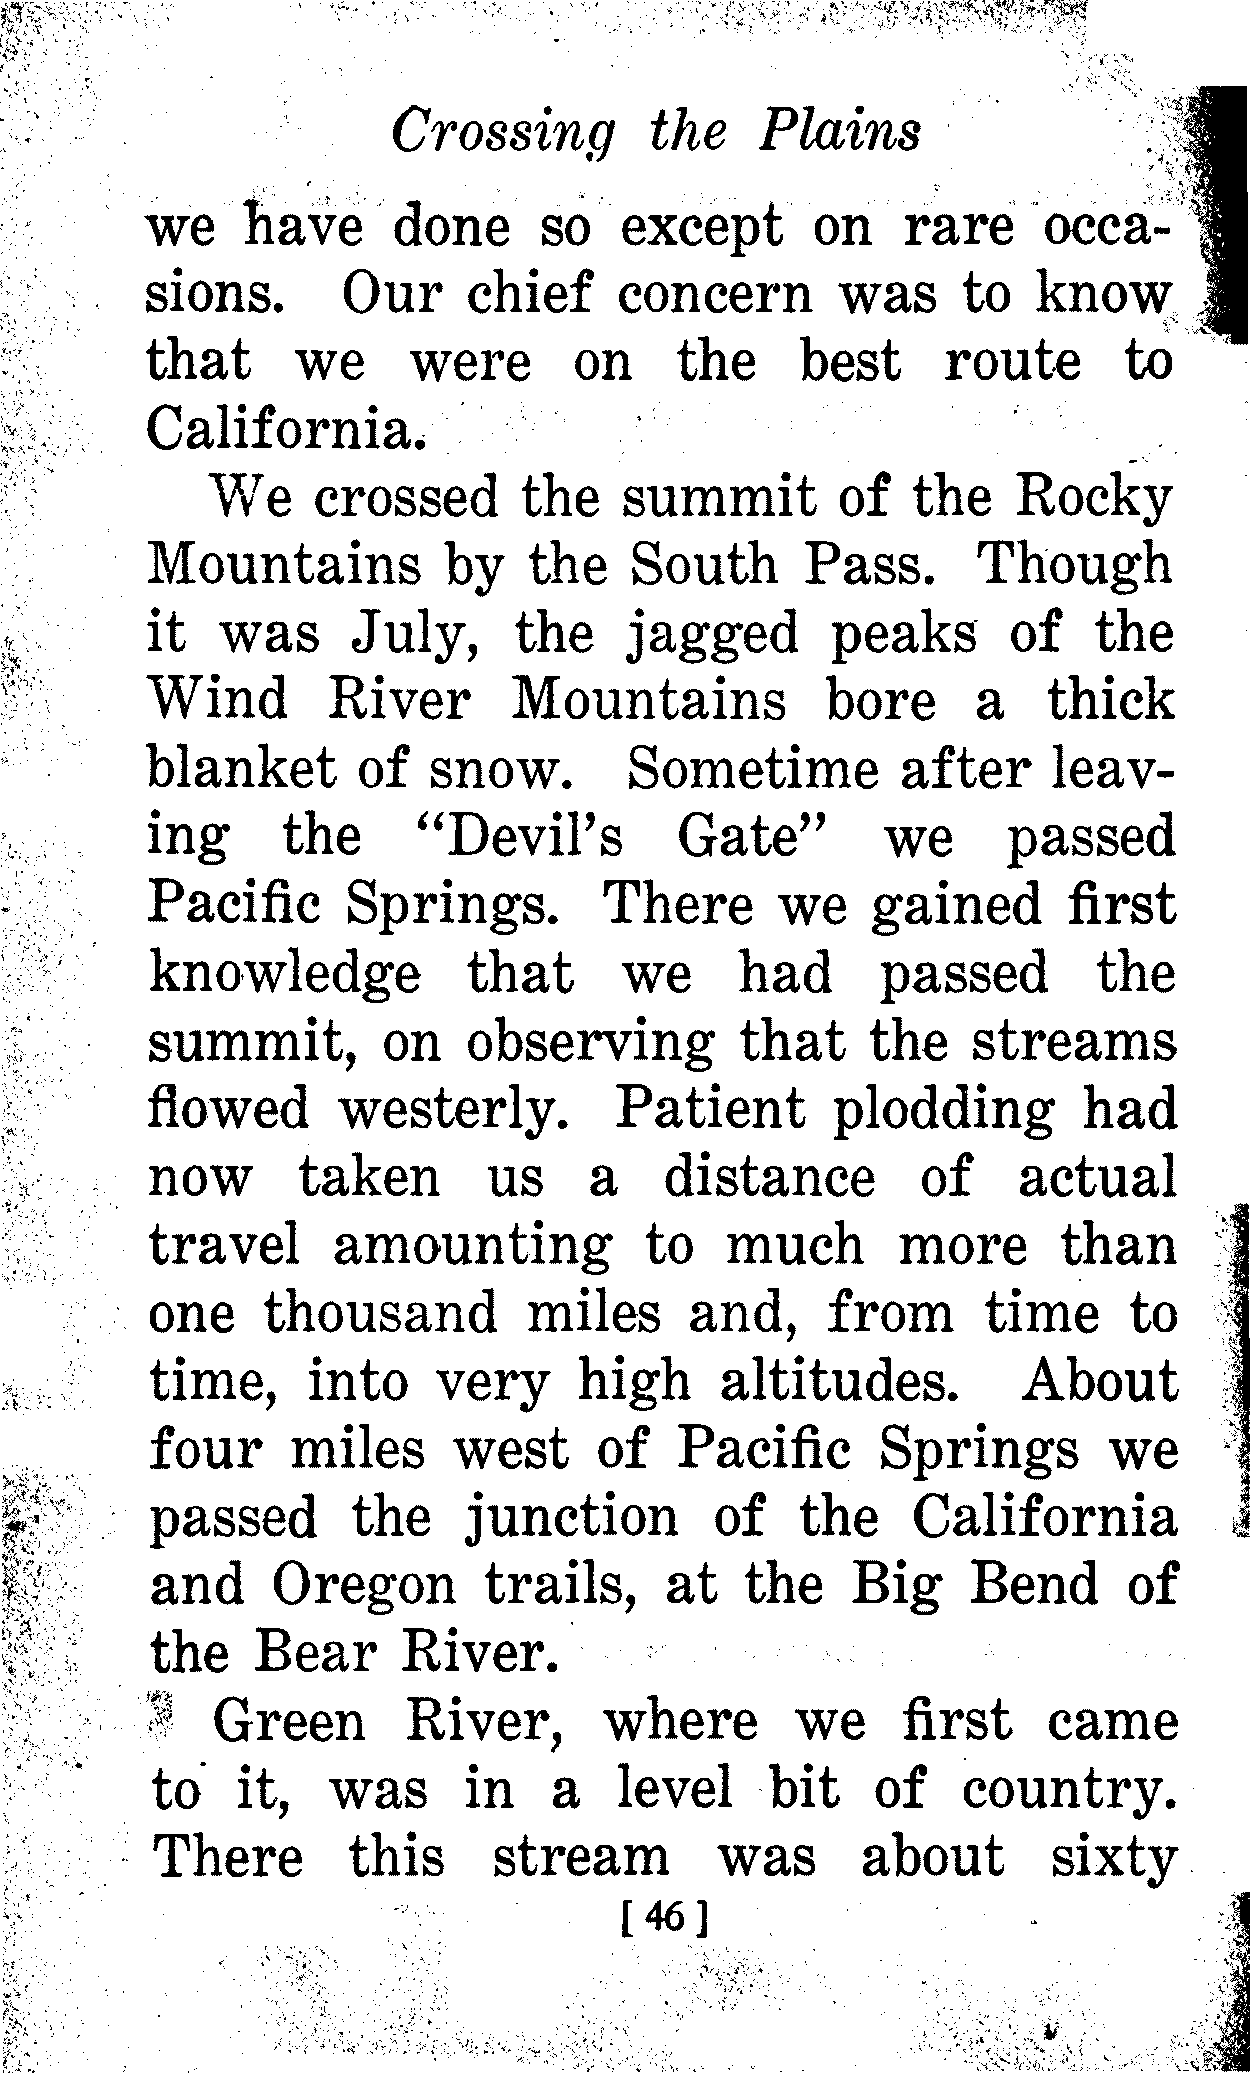 Crossing the Plains
we have done so except on rare occa-
sions. Our chief concern was to know
that we were on the best route to
California.
We crossed the summit of the Rocky
Mountains by the South Pass. Though
it was July, the jagged peaks of the
Wind River Mountains bore a thick
blanket of snow. Sometime after leav-
ing the “Devil’s Gate” we passed
Pacific Springs. There we gained first
knowledge that we had passed the
summit, on observing that the streams
flowed westerly. Patient plodding had
now taken us a distance of actual
travel amounting to much more than
one thousand miles and, from time to
time, into very high altitudes. About
four miles west of Pacific Springs we
passed the junction of the California
and Oregon trails, at the Big Bend of
the Bear River.
Green River, where we first came
to it, was in a level bit of country.
There this stream was about sixty
[ 46 ]